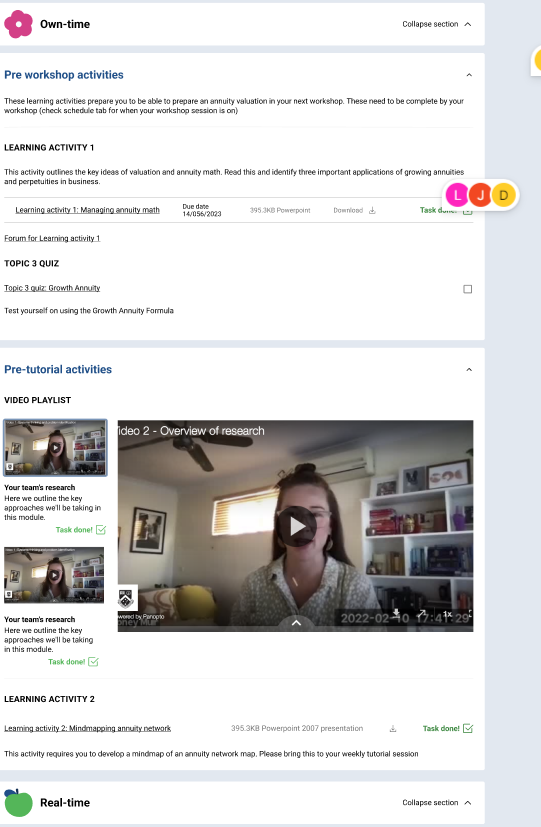 Own-time
Collapse section
Pre workshop activities
These learning activities prepare you to be able to prepare an annuity valuation in your next workshop. These need to be complete by your
workshop (check schedule tab for when your workshop session is on)
LEARNING ACTIVITY 1
This activity outlines the key ideas of valuation and annuity math. Read this and identify three important applications of growing annuities
and perpetuities in business.
L J D
Learning activity 1: Managing annuity math
Due date
14/056/2023
395.3KB Powerpoint
Download
Task done!
Forum for Learning activity 1
TOPIC 3 QUIZ
Topic 3 quiz: Growth Annuity
Test yourself on using the Growth Annuity Formula
Pre-tutorial activities
VIDEO PLAYLIST
Your team's research
Here we outline the key
approaches we'll be taking in
this module.
Task done!
Your team's research
Here we outline the key
approaches we'll be taking
in this module.
Task done!
ideo 2 - Overview of research
wered by Panopto
1x
2022-02-10 17:41:29
LEARNING ACTIVITY 2
Learning activity 2: Mindmapping annuity network
395.3KB Powerpoint 2007 presentation
Task done!
This activity requires you to develop a mindmap of an annuity network map. Please bring this to your weekly tutorial session
Real-time
Collapse section